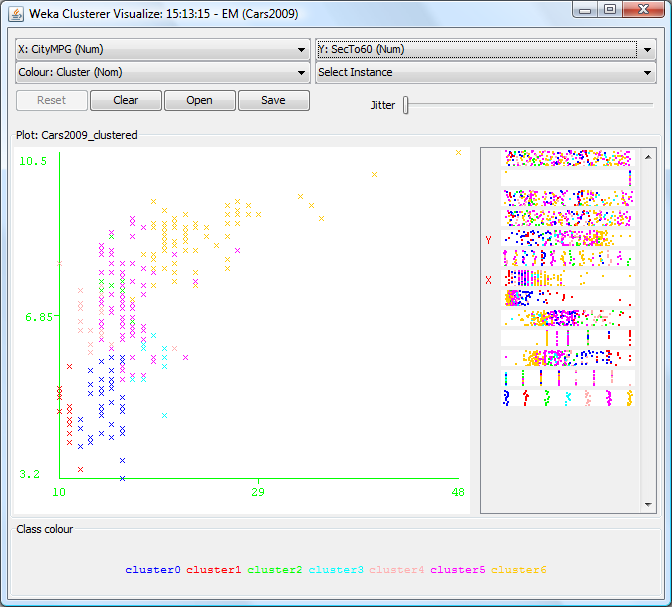 Weka Clusterer Visualize: 15:13:15 - EM (Cars2009)
X: CityMPG (Num) Y: SecTo60 (Num)
Colour: Cluster (Nom) Select Instance
Reset Clear Open Save Jitter
Plot: Cars2009_clustered
10.5
Y
X
6.85
3.2
10 29 48
Class colour
cluster0 cluster1 cluster2 cluster3 cluster4 cluster5 cluster6